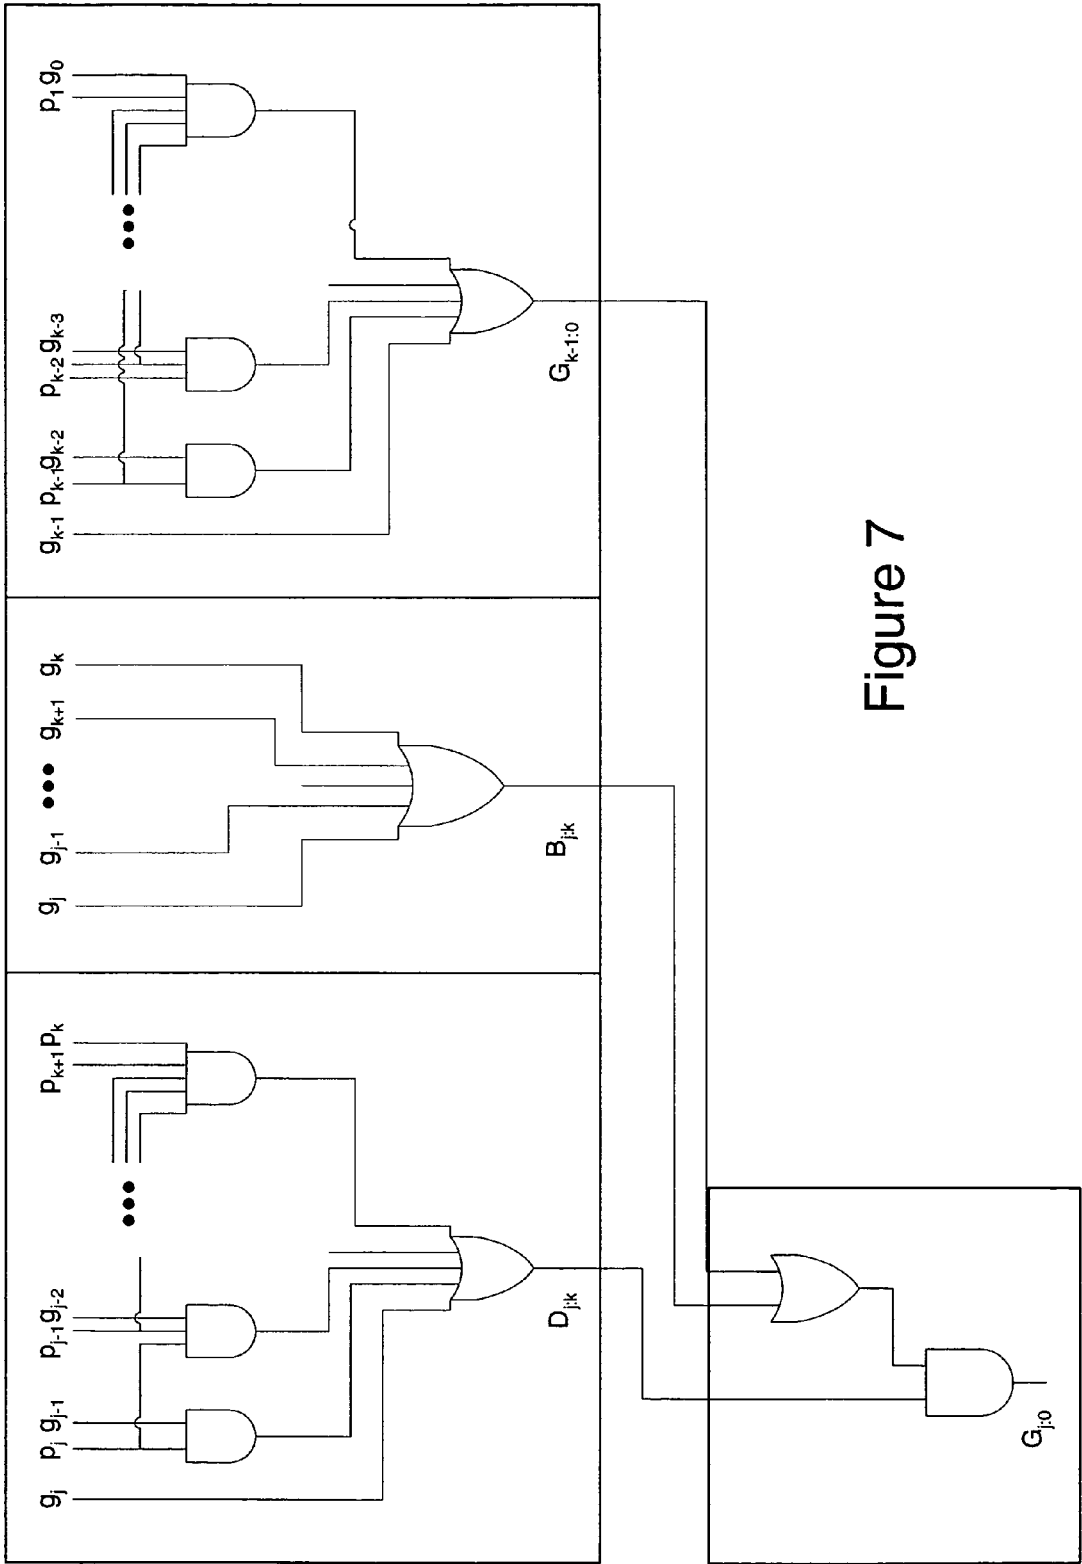 gj pj gj-1 pj-1 gj-2 ••• pk+1 pk gj gj-1 ••• gk+1 gk gk-1 pk-1 gk-2 pk-2 gk-3 ••• p1 g0
Dj:k Bj:k Gk-1:0
Figure 7
Gj:0